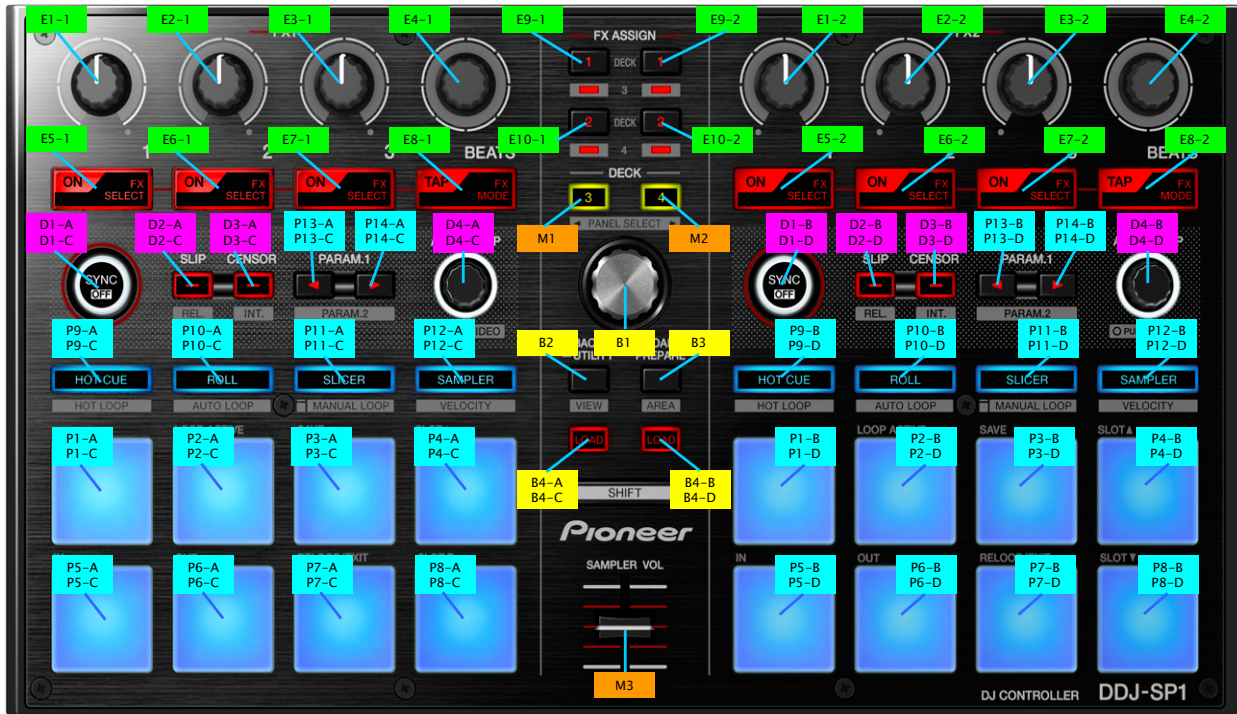 E1-1 E2-1 E3-1 E4-1 E9-1 E9-2 E1-2 E2-2 E3-2 E4-2
FX ASSIGN
1 DECK 1
3
2 DECK 2
4
E5-1 E6-1 E7-1 E8-1 E10-1 E10-2 E5-2 E6-2 E7-2 E8-2
1 2 3 BEATS
DECK
ON FX SELECT ON FX SELECT ON FX SELECT TAP FX MODE
3 4
ON FX SELECT ON FX SELECT ON FX SELECT TAP FX MODE
◄ PANEL SELECT ►
D1-A D2-A D3-A P13-A P14-A D4-A
D1-C D2-C D3-C P13-C P14-C D4-C
M1 M2
D1-B D2-B D3-B P13-B P14-B D4-B
D1-D D2-D D3-D P13-D P14-D D4-D
SLIP CENSOR PARAM.1
SYNC
OFF
REL. INT. PARAM.2
SLIP CENSOR PARAM.1
SYNC
OFF
REL. INT. PARAM.2
P9-A P10-A P11-A P12-A
P9-C P10-C P11-C P12-C
B2 B1 B3
P9-B P10-B P11-B P12-B
P9-D P10-D P11-D P12-D
UTILITY PREPARE
HOT CUE ROLL SLICER SAMPLER
HOT LOOP AUTO LOOP MANUAL LOOP VELOCITY
VIEW AREA
HOT CUE ROLL SLICER SAMPLER
HOT LOOP AUTO LOOP MANUAL LOOP VELOCITY
P1-A P2-A P3-A P4-A
P1-C P2-C P3-C P4-C
LOAD LOAD
LOOP ACTIVE SAVE SLOT▲
P1-B P2-B P3-B P4-B
P1-D P2-D P3-D P4-D
B4-A B4-B
B4-C B4-D
SHIFT
Pioneer
SAMPLER VOL
P5-A P6-A P7-A P8-A
P5-C P6-C P7-C P8-C
IN OUT RELOOP/EXIT SLOT▼
P5-B P6-B P7-B P8-B
P5-D P6-D P7-D P8-D
M3
DJ CONTROLLER DDJ-SP1